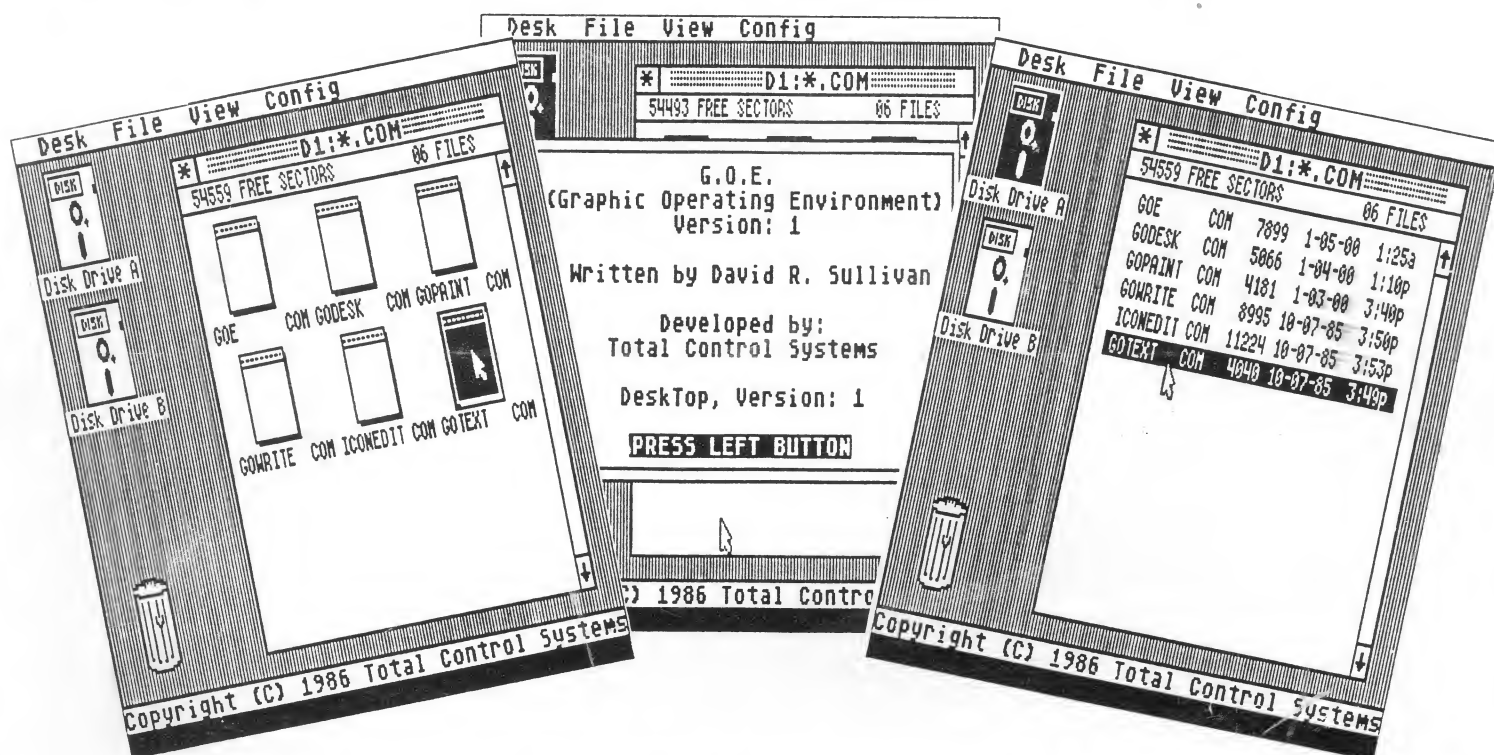 Desk File View Config
* D1:*.COM
54559 FREE SECTORS 06 FILES
DISK
Disk Drive A
DISK
Disk Drive B
GOE COM GODESK COM GOPAINT COM
GOWRITE COM ICONEDIT COM GOTEXT COM
Copyright (C) 1986 Total Control Systems
Desk File View Config
DISK
* D1:*.COM
54493 FREE SECTORS 06 FILES
G.O.E.
(Graphic Operating Environment)
Version: 1
Written by David R. Sullivan
Developed by:
Total Control Systems
DeskTop, Version: 1
PRESS LEFT BUTTON
C) 1986 Total Contro
Desk File View Config
* D1:*.COM
54559 FREE SECTORS 06 FILES
DISK
Disk Drive A
DISK
Disk Drive B
GOE COM 7899 1-05-00 1:25a
GODESK COM 5066 1-04-00 1:10p
GOPAINT COM 4181 1-03-00 3:40p
GOWRITE COM 8995 10-07-85 3:50p
ICONEDIT COM 11224 10-07-85 3:53p
GOTEXT COM 4040 10-07-85 3:49p
Copyright (C) 1986 Total Control Systems